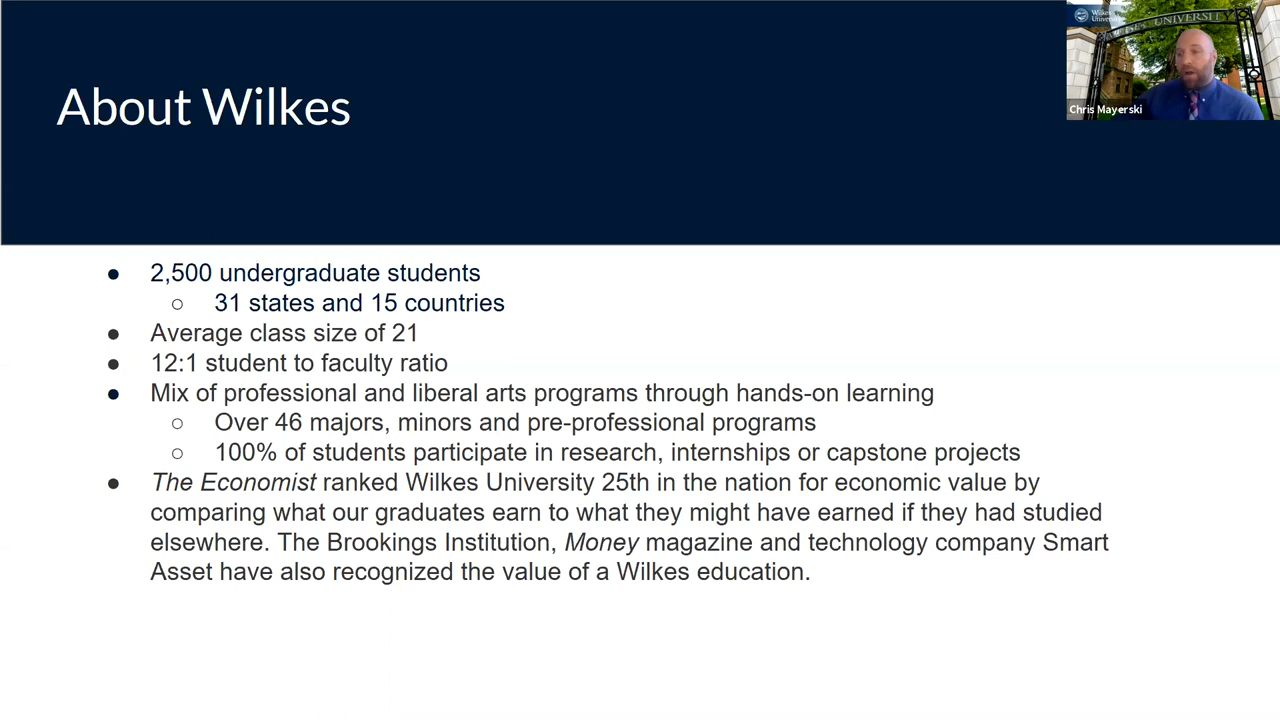 About Wilkes
Wilkes
University
UNIVERSITY
Chris Mayerski
● 2,500 undergraduate students
○ 31 states and 15 countries
● Average class size of 21
● 12:1 student to faculty ratio
● Mix of professional and liberal arts programs through hands-on learning
○ Over 46 majors, minors and pre-professional programs
○ 100% of students participate in research, internships or capstone projects
● The Economist ranked Wilkes University 25th in the nation for economic value by
comparing what our graduates earn to what they might have earned if they had studied
elsewhere. The Brookings Institution, Money magazine and technology company Smart
Asset have also recognized the value of a Wilkes education.